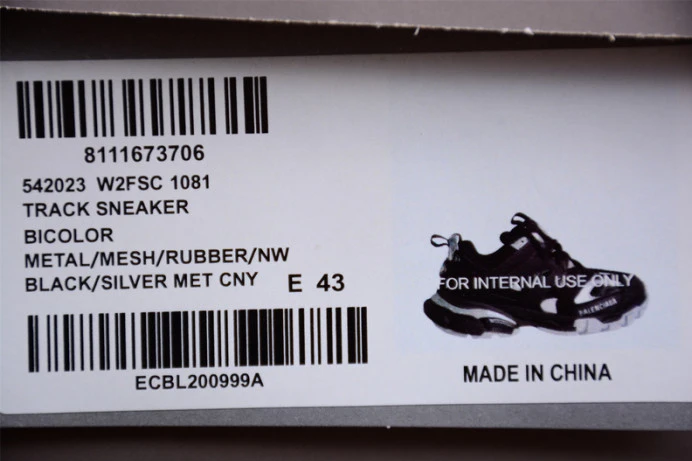 8111673706
542023 W2FSC 1081
TRACK SNEAKER
BICOLOR
METAL/MESH/RUBBER/NW
BLACK/SILVER MET CNY E 43
ECBL200999A
FOR INTERNAL USE ONLY
BALENCIAGA
MADE IN CHINA